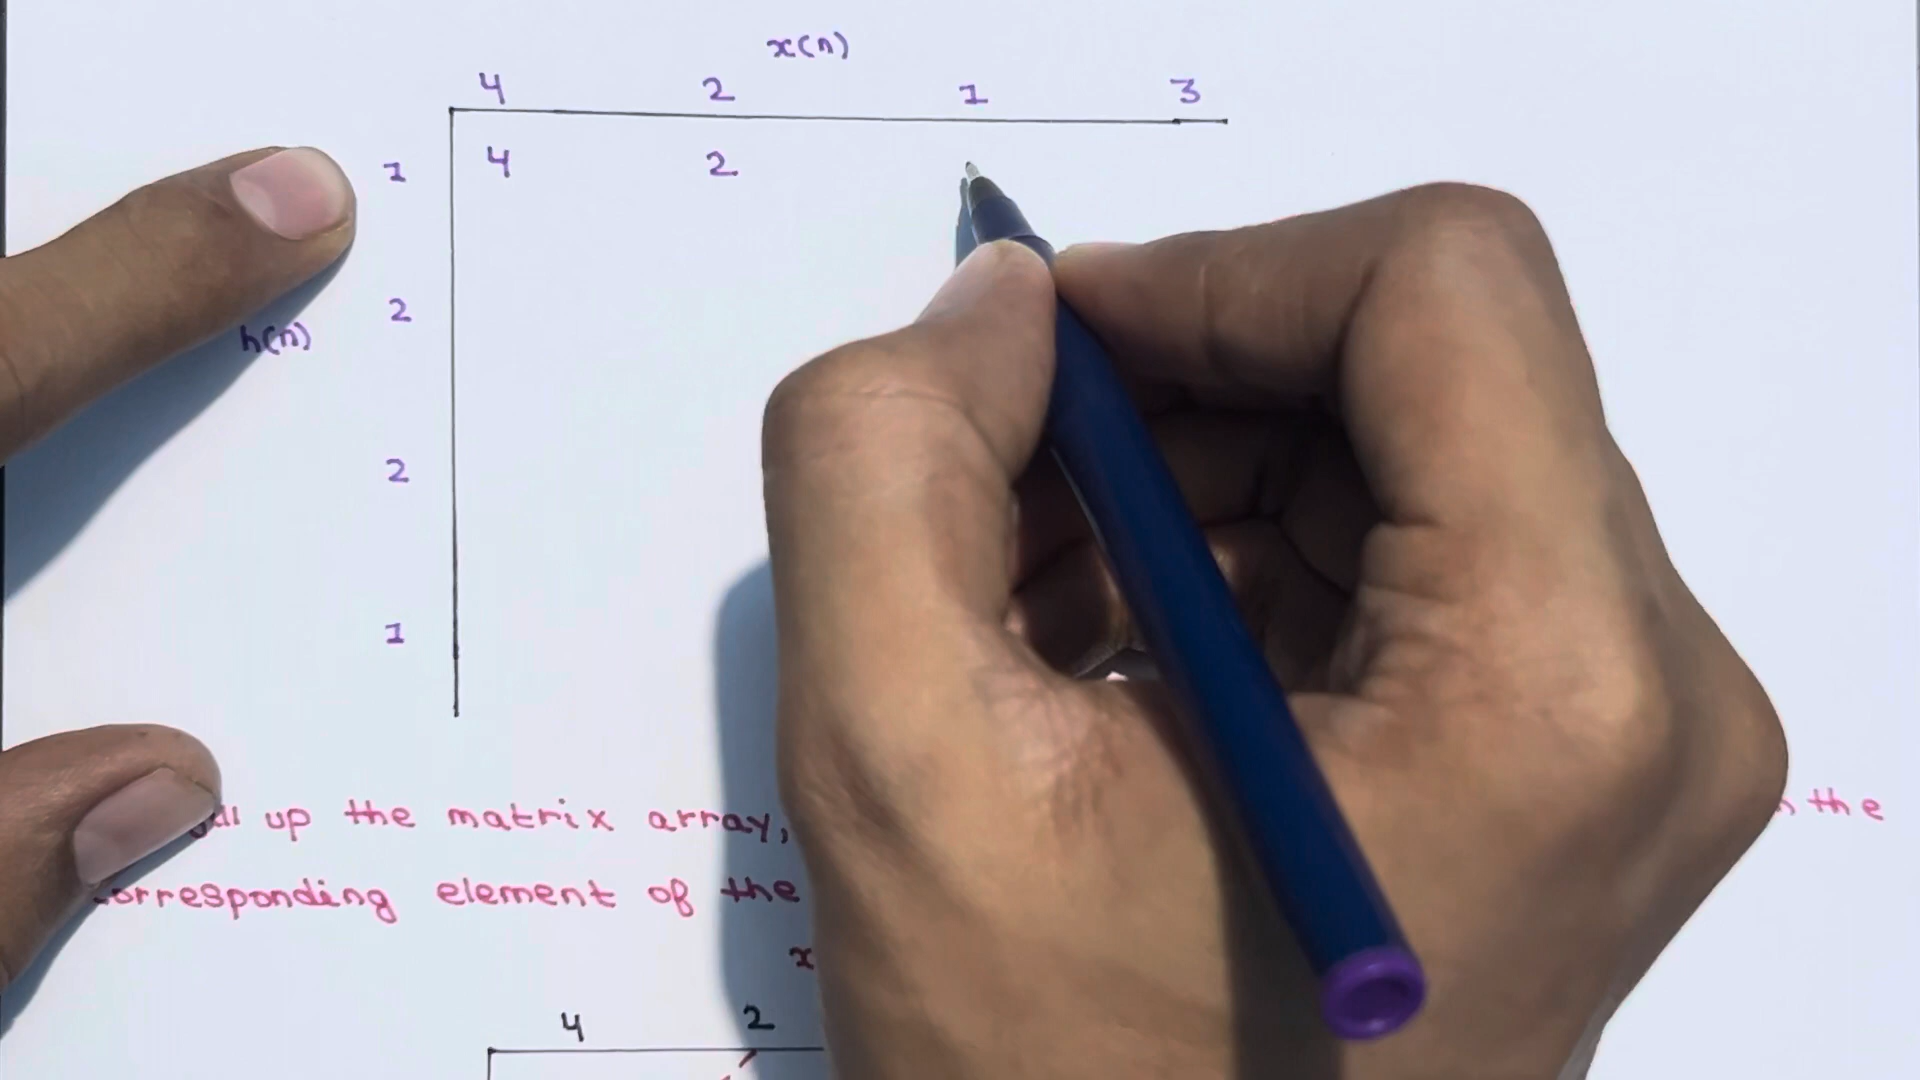 x(n)
4 2 1 3
1 4 2
2
h(n)
2
1
up the matrix array, the
corresponding element of the
x
4 2